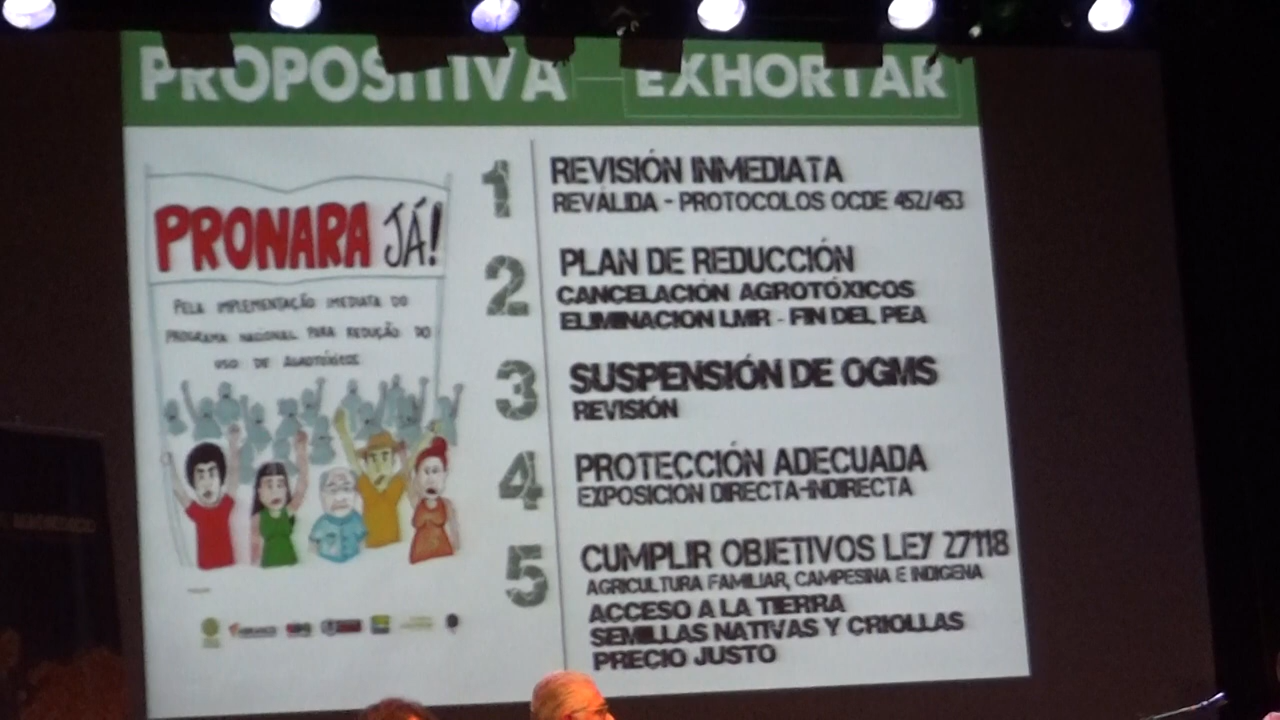 PROPOSITIVA — EXHORTAR
PRONARA JÁ!
PELA IMPLEMENTAÇÃO IMEDIATA DO
PROGRAMA NACIONAL PARA REDUÇÃO DO
USO DE AGROTÓXICOS
1 REVISIÓN INMEDIATA
REVÁLIDA - PROTOCOLOS OCDE 452/453
2 PLAN DE REDUCCIÓN
CANCELACIÓN AGROTÓXICOS
ELIMINACION LMR - FIN DEL PEA
3 SUSPENSIÓN DE OGMS
REVISIÓN
4 PROTECCIÓN ADECUADA
EXPOSICION DIRECTA-INDIRECTA
5 CUMPLIR OBJETIVOS LEY 27118
AGRICULTURA FAMILIAR, CAMPESINA E INDIGENA
ACCESO A LA TIERRA
SEMILLAS NATIVAS Y CRIOLLAS
PRECIO JUSTO